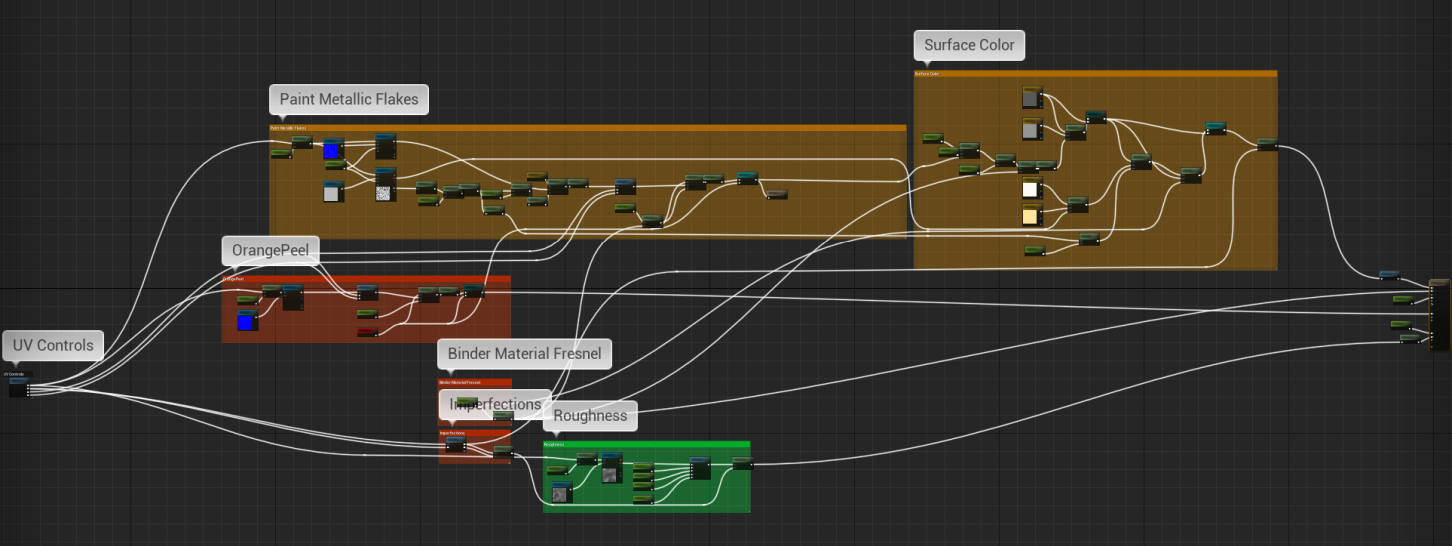 Surface Color
Surface Color
Paint Metallic Flakes
Paint Metallic Flakes
OrangePeel
OrangePeel
UV Controls
UV Controls
Binder Material Fresnel
Binder Material Fresnel
Imperfections
Imperfections
Roughness
Roughness